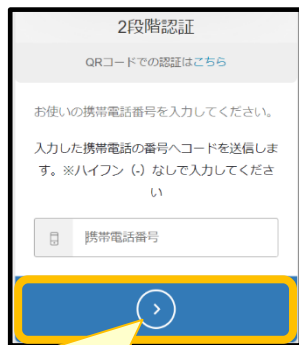 2段階認証
QRコードでの認証はこちら
お使いの携帯電話番号を入力してください。
入力した携帯電話の番号へコードを送信しま
す。※ハイフン（-）なしで入力してくださ
い
携帯電話番号